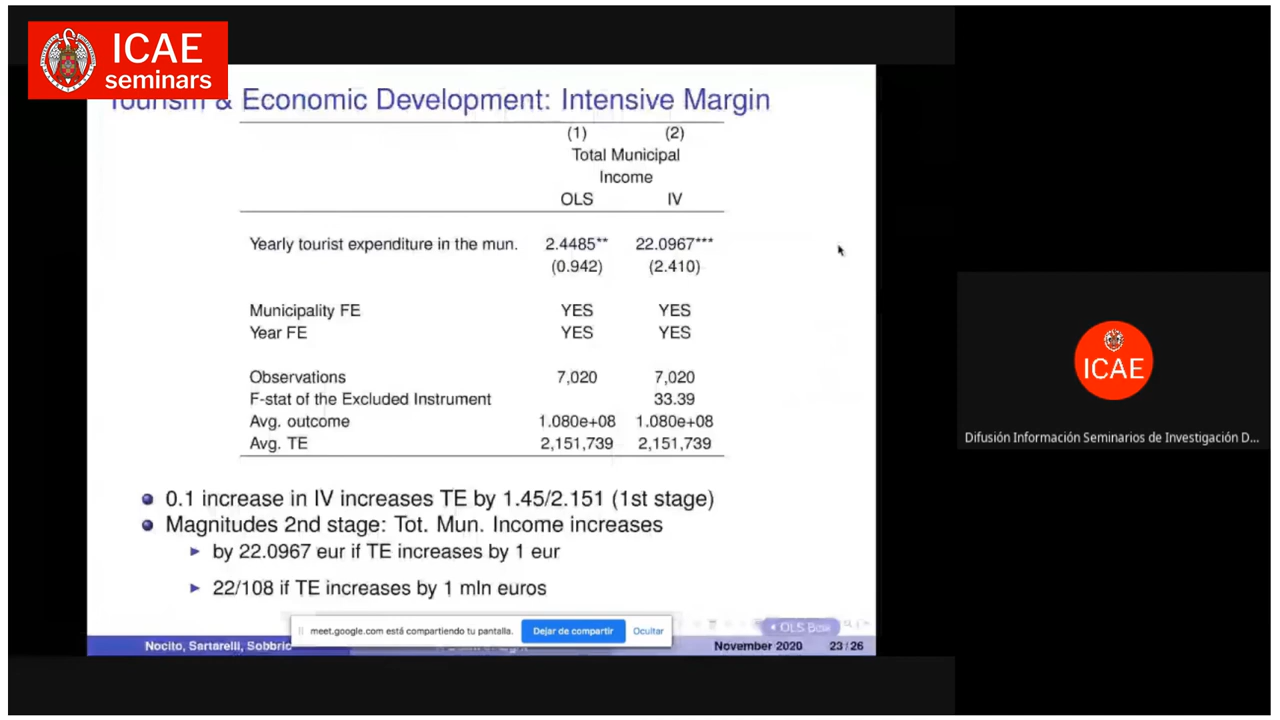 ICAE
seminars
Tourism & Economic Development: Intensive Margin
(1) (2)
Total Municipal
Income
OLS IV
Yearly tourist expenditure in the mun. 2.4485** 22.0967***
(0.942) (2.410)
Municipality FE YES YES
Year FE YES YES
Observations 7,020 7,020
F-stat of the Excluded Instrument 33.39
Avg. outcome 1.080e+08 1.080e+08
Avg. TE 2,151,739 2,151,739
0.1 increase in IV increases TE by 1.45/2.151 (1st stage)
Magnitudes 2nd stage: Tot. Mun. Income increases
by 22.0967 eur if TE increases by 1 eur
22/108 if TE increases by 1 mln euros
meet.google.com está compartiendo tu pantalla. Dejar de compartir Ocultar
OLS
Nocito, Sartarelli, Sobbrio November 2020 23/26
ICAE
Difusión Información Seminarios de Investigación D...